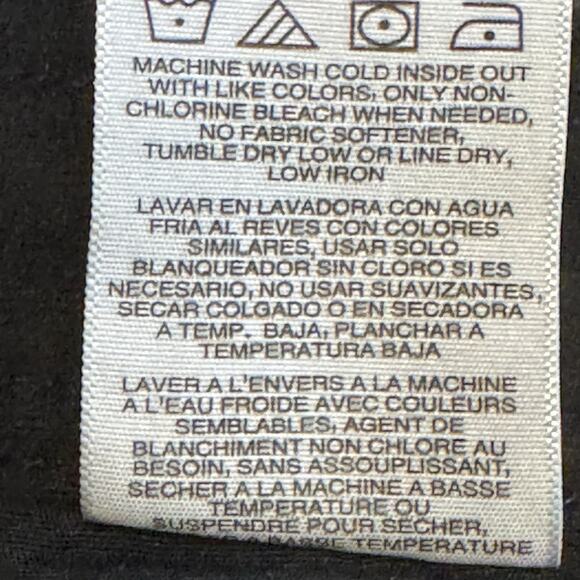 MACHINE WASH COLD INSIDE OUT
WITH LIKE COLORS, ONLY NON-
CHLORINE BLEACH WHEN NEEDED,
NO FABRIC SOFTENER,
TUMBLE DRY LOW OR LINE DRY,
LOW IRON
LAVAR EN LAVADORA CON AGUA
FRIA AL REVES CON COLORES
SIMILARES, USAR SOLO
BLANQUEADOR SIN CLORO SI ES
NECESARIO, NO USAR SUAVIZANTES,
SECAR COLGADO O EN SECADORA
A TEMP. BAJA, PLANCHAR A
TEMPERATURA BAJA
LAVER A L'ENVERS A LA MACHINE
A L'EAU FROIDE AVEC COULEURS
SEMBLABLES, AGENT DE
BLANCHIMENT NON CHLORE AU
BESOIN, SANS ASSOUPLISSANT,
SECHER A LA MACHINE A BASSE
TEMPERATURE OU
SUSPENDRE POUR SECHER,
A BASSE TEMPERATURE